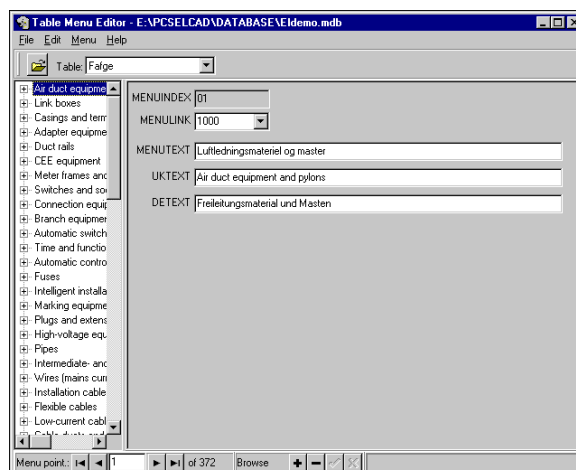 Table Menu Editor - E:\PCSELCAD\DATABASE\Eldemo.mdb
File Edit Menu Help
Table: Fafge
Air duct equipme
Link boxes
Casings and term
Adapter equipme
Duct rails
CEE equipment
Meter frames and
Switches and so
Connection equip
Branch equipmer
Automatic switch
Time and functio
Automatic contro
Fuses
Intelligent installa
Marking equipme
Plugs and extens
High-voltage equ
Pipes
Intermediate- and
Wires (mains curr
Installation cable
Flexible cables
Low-current cabl
MENUINDEX 01
MENULINK 1000
MENUTEXT Luftledningsmateriel og master
UKTEXT Air duct equipment and pylons
DETEXT Freileitungsmaterial und Masten
Menu point.: 1 of 372 Browse